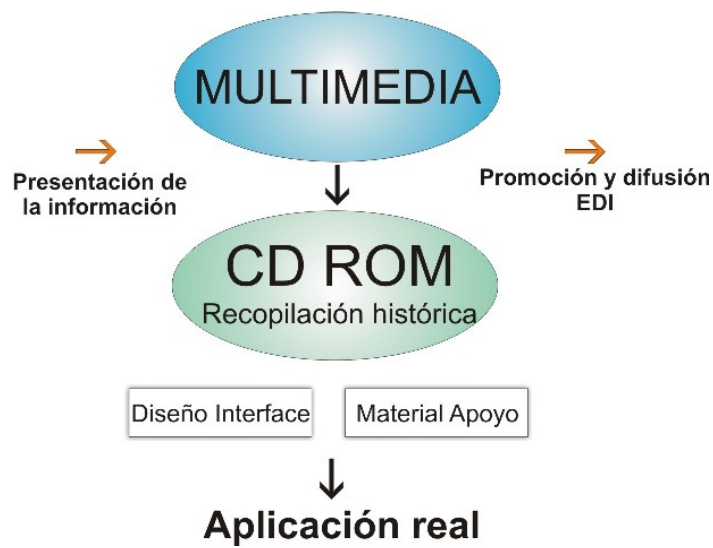 MULTIMEDIA
Presentación de
la información
Promoción y difusión
EDI
CD ROM
Recopilación histórica
Diseño Interface
Material Apoyo
Aplicación real